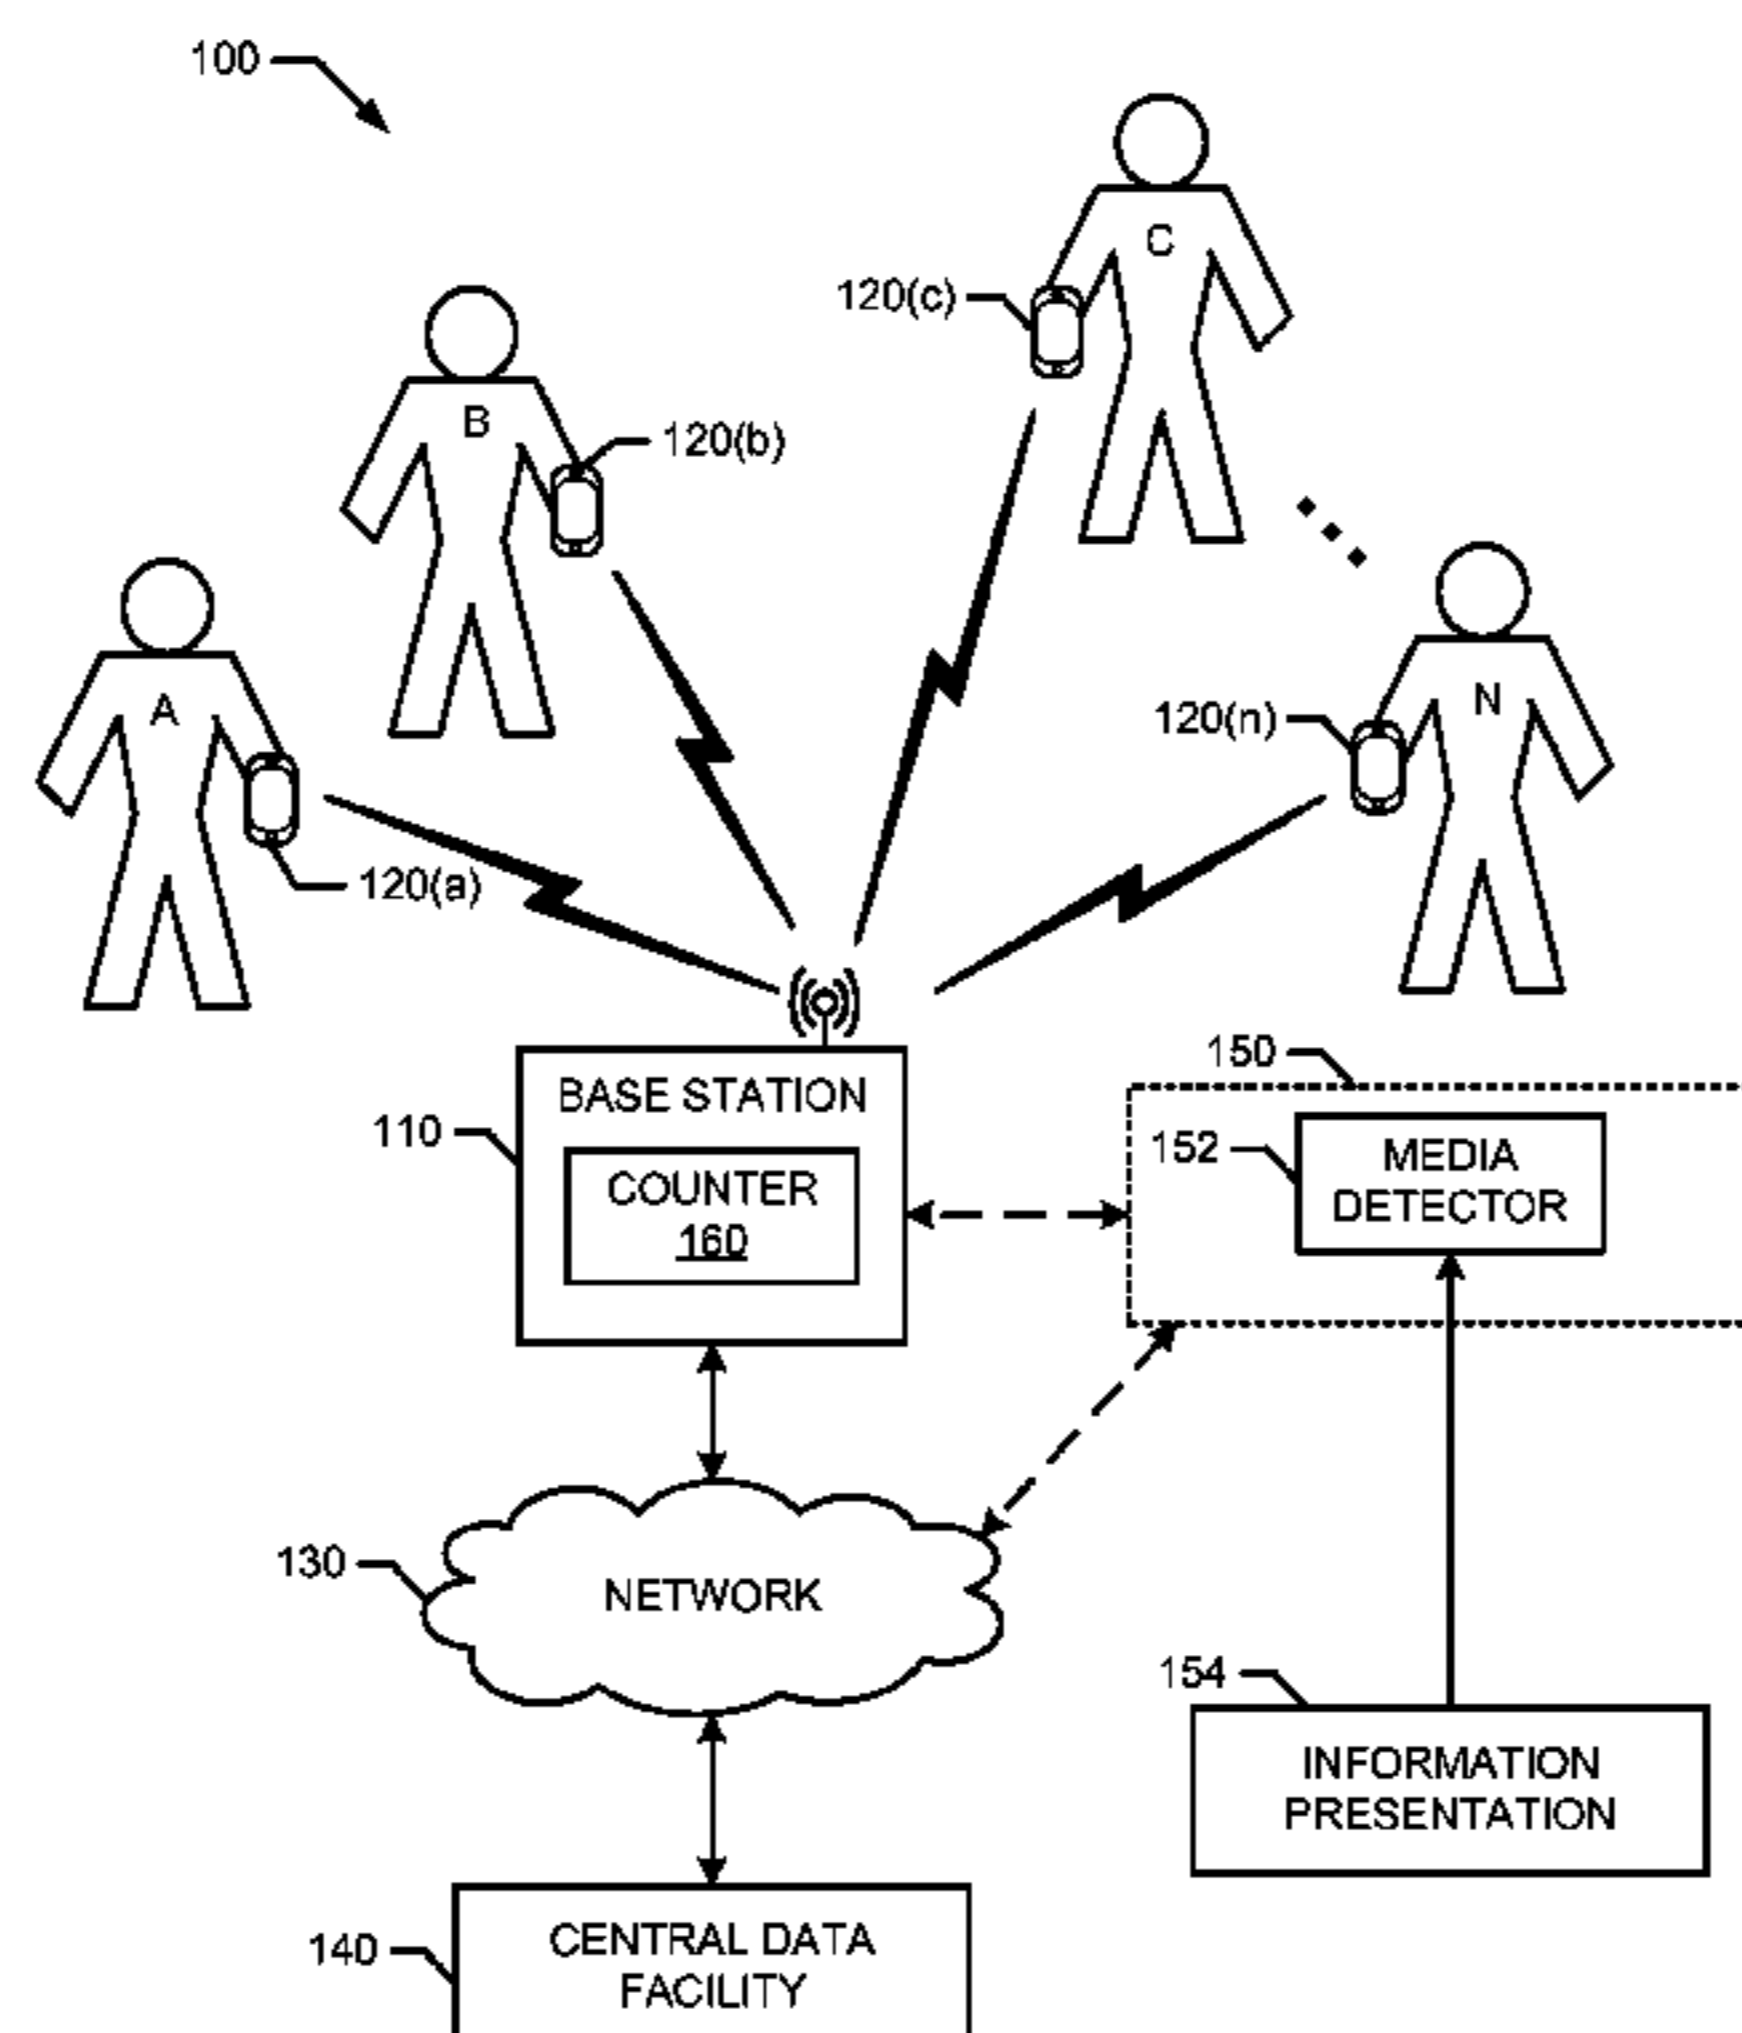 100
C
120(c)
B
120(b)
A
N
120(n)
120(a)
150
BASE STATION
110
152
MEDIA
DETECTOR
COUNTER
160
130
NETWORK
154
INFORMATION
PRESENTATION
140
CENTRAL DATA
FACILITY